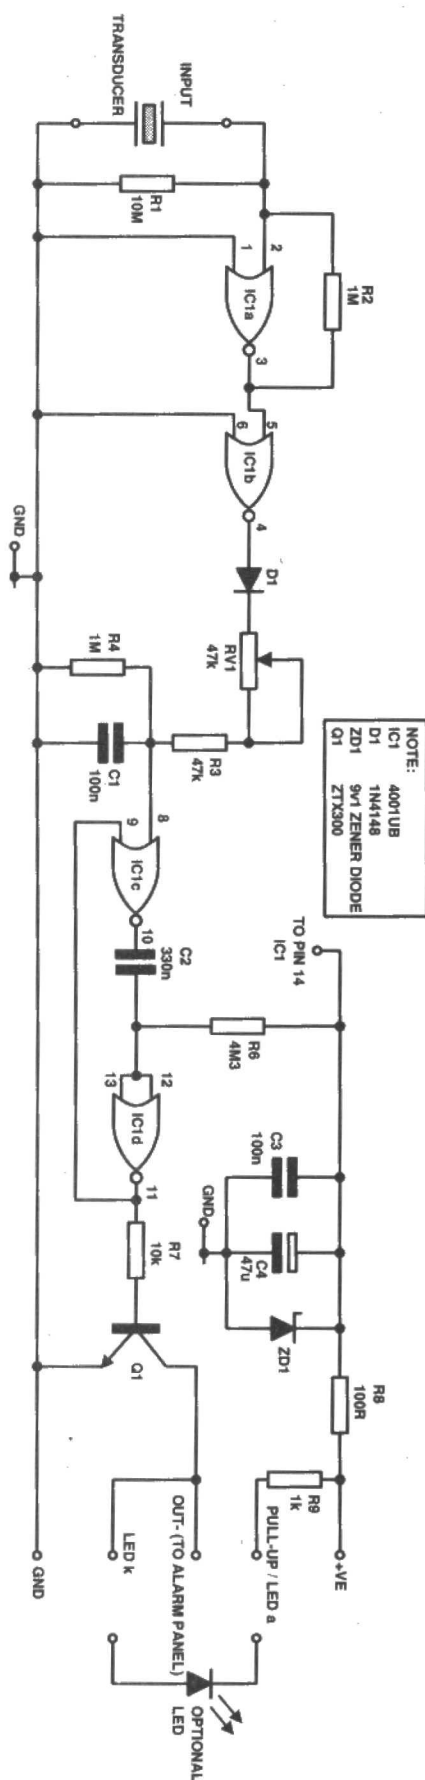 INPUT
TRANSDUCER
R1
10M
R2
1M
2
1
IC1a
3
5
6
IC1b
4
D1
RV1
47k
GND
R4
1M
R3
47k
C1
100n
8
9
IC1c
10
C2
330n
NOTE:
IC1 4001UB
D1 1N4148
ZD1 9v1 ZENER DIODE
Q1 ZTX300
TO PIN 14
IC1
R6
4M3
12
13
IC1d
11
R7
10k
Q1
C3
100n
C4
47u
GND
ZD1
R8
100R
R9
1k
+VE
PULL-UP / LED a
OUT- (TO ALARM PANEL)
LED k
GND
OPTIONAL
LED